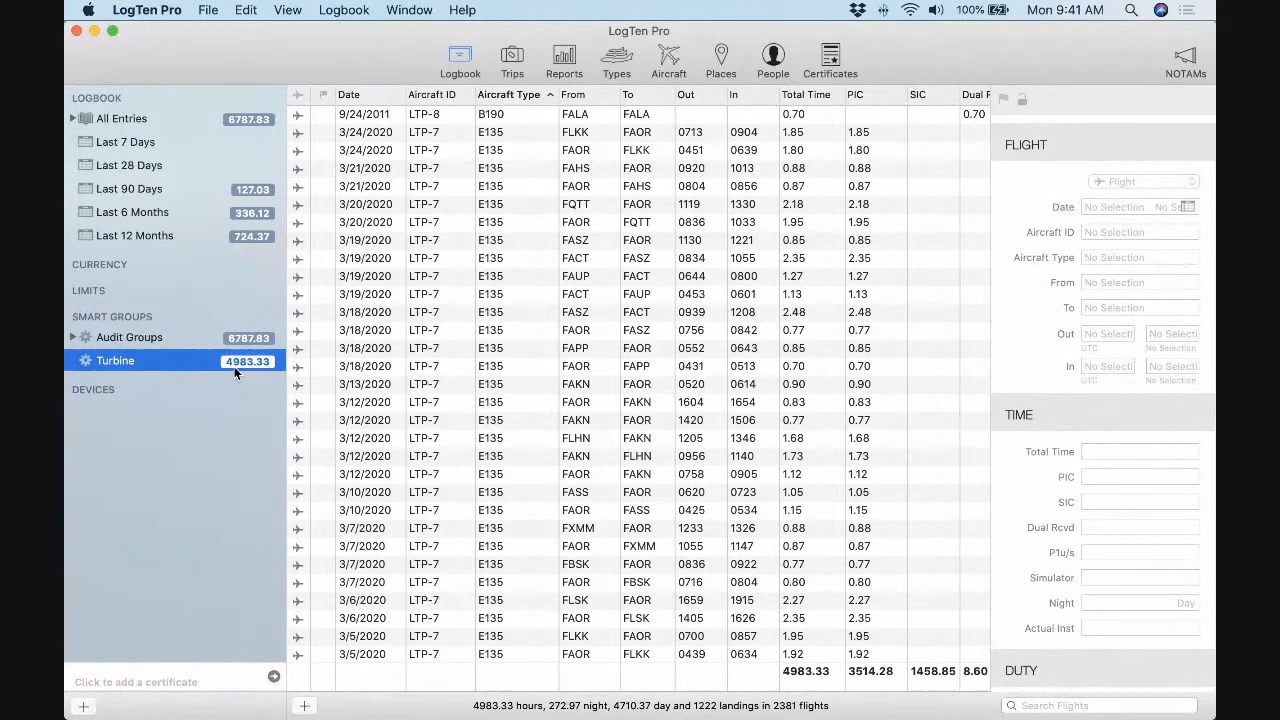 LogTen Pro File Edit View Logbook Window Help 100% Mon 9:41 AM
LogTen Pro
Logbook Trips Reports Types Aircraft Places People Certificates NOTAMs
LOGBOOK
All Entries 6787.83
Last 7 Days
Last 28 Days
Last 90 Days 127.03
Last 6 Months 336.12
Last 12 Months 724.37
CURRENCY
LIMITS
SMART GROUPS
Audit Groups 6787.83
Turbine 4983.33
DEVICES
Click to add a certificate
Date Aircraft ID Aircraft Type From To Out In Total Time PIC SIC Dual R
9/24/2011 LTP-8 B190 FALA FALA 0.70 0.70
3/24/2020 LTP-7 E135 FLKK FAOR 0713 0904 1.85 1.85
3/24/2020 LTP-7 E135 FAOR FLKK 0451 0639 1.80 1.80
3/21/2020 LTP-7 E135 FAHS FAOR 0920 1013 0.88 0.88
3/21/2020 LTP-7 E135 FAOR FAHS 0804 0856 0.87 0.87
3/20/2020 LTP-7 E135 FQTT FAOR 1119 1330 2.18 2.18
3/20/2020 LTP-7 E135 FAOR FQTT 0836 1033 1.95 1.95
3/19/2020 LTP-7 E135 FASZ FAOR 1130 1221 0.85 0.85
3/19/2020 LTP-7 E135 FACT FASZ 0834 1055 2.35 2.35
3/19/2020 LTP-7 E135 FAUP FACT 0644 0800 1.27 1.27
3/19/2020 LTP-7 E135 FACT FAUP 0453 0601 1.13 1.13
3/18/2020 LTP-7 E135 FASZ FACT 0939 1208 2.48 2.48
3/18/2020 LTP-7 E135 FAOR FASZ 0756 0842 0.77 0.77
3/18/2020 LTP-7 E135 FAPP FAOR 0552 0643 0.85 0.85
3/18/2020 LTP-7 E135 FAOR FAPP 0431 0513 0.70 0.70
3/13/2020 LTP-7 E135 FAKN FAOR 0520 0614 0.90 0.90
3/12/2020 LTP-7 E135 FAOR FAKN 1604 1654 0.83 0.83
3/12/2020 LTP-7 E135 FAKN FAOR 1420 1506 0.77 0.77
3/12/2020 LTP-7 E135 FLHN FAKN 1205 1346 1.68 1.68
3/12/2020 LTP-7 E135 FAKN FLHN 0956 1140 1.73 1.73
3/12/2020 LTP-7 E135 FAOR FAKN 0758 0905 1.12 1.12
3/10/2020 LTP-7 E135 FASS FAOR 0620 0723 1.05 1.05
3/10/2020 LTP-7 E135 FAOR FASS 0425 0534 1.15 1.15
3/7/2020 LTP-7 E135 FXMM FAOR 1233 1326 0.88 0.88
3/7/2020 LTP-7 E135 FAOR FXMM 1055 1147 0.87 0.87
3/7/2020 LTP-7 E135 FBSK FAOR 0836 0922 0.77 0.77
3/7/2020 LTP-7 E135 FAOR FBSK 0716 0804 0.80 0.80
3/6/2020 LTP-7 E135 FLSK FAOR 1659 1915 2.27 2.27
3/6/2020 LTP-7 E135 FAOR FLSK 1405 1626 2.35 2.35
3/5/2020 LTP-7 E135 FLKK FAOR 0700 0857 1.95 1.95
3/5/2020 LTP-7 E135 FAOR FLKK 0439 0634 1.92 1.92
4983.33 3514.28 1458.85 8.60
4983.33 hours, 272.97 night, 4710.37 day and 1222 landings in 2381 flights
FLIGHT
Flight
Date No Selection No Se
Aircraft ID No Selection
Aircraft Type No Selection
From No Selection
To No Selection
Out No Selecti No Selecti
UTC No Selection
In No Selecti No Selecti
UTC No Selection
TIME
Total Time
PIC
SIC
Dual Rcvd
P1u/s
Simulator
Night Day
Actual Inst
DUTY
Search Flights